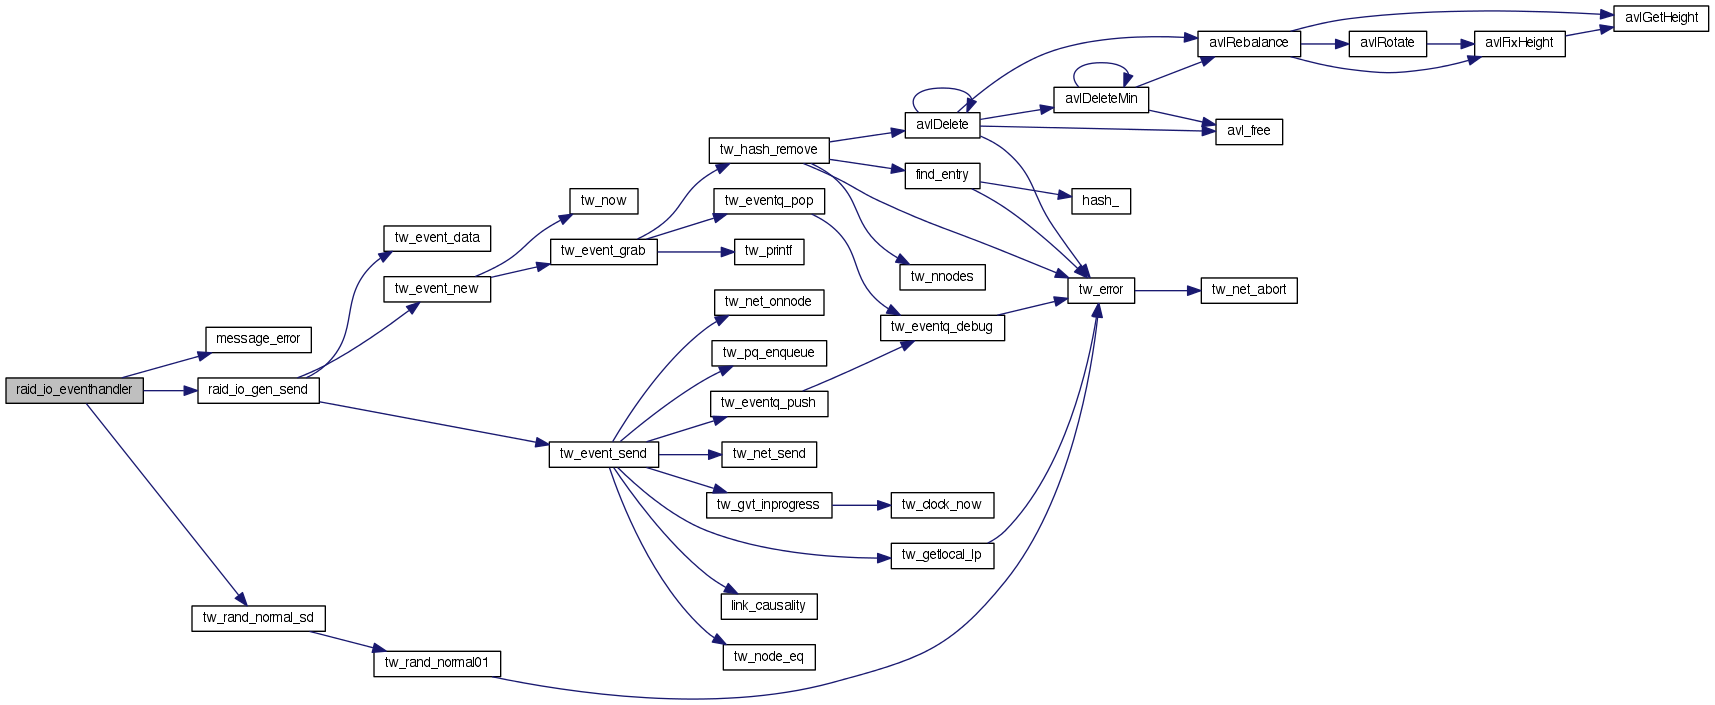 avlGetHeight
avlRebalance
avlRotate
avlFixHeight
avlDeleteMin
avlDelete
avl_free
tw_hash_remove
find_entry
hash_
tw_now
tw_eventq_pop
tw_event_data
tw_event_grab
tw_printf
tw_nnodes
tw_event_new
tw_error
tw_net_abort
tw_net_onnode
tw_eventq_debug
message_error
tw_pq_enqueue
raid_io_eventhandler
raid_io_gen_send
tw_eventq_push
tw_event_send
tw_net_send
tw_gvt_inprogress
tw_clock_now
tw_getlocal_lp
link_causality
tw_rand_normal_sd
tw_node_eq
tw_rand_normal01